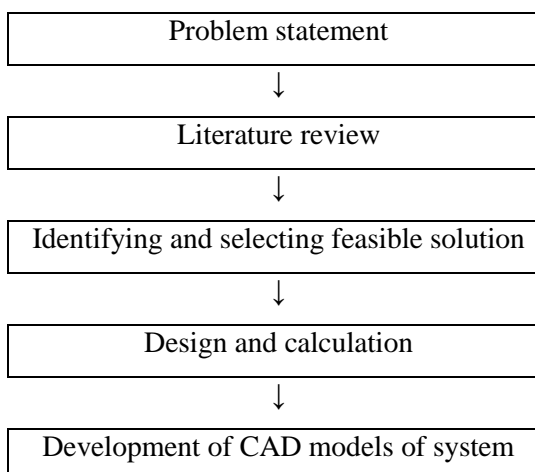 Problem statement
↓
Literature review
↓
Identifying and selecting feasible solution
↓
Design and calculation
↓
Development of CAD models of system